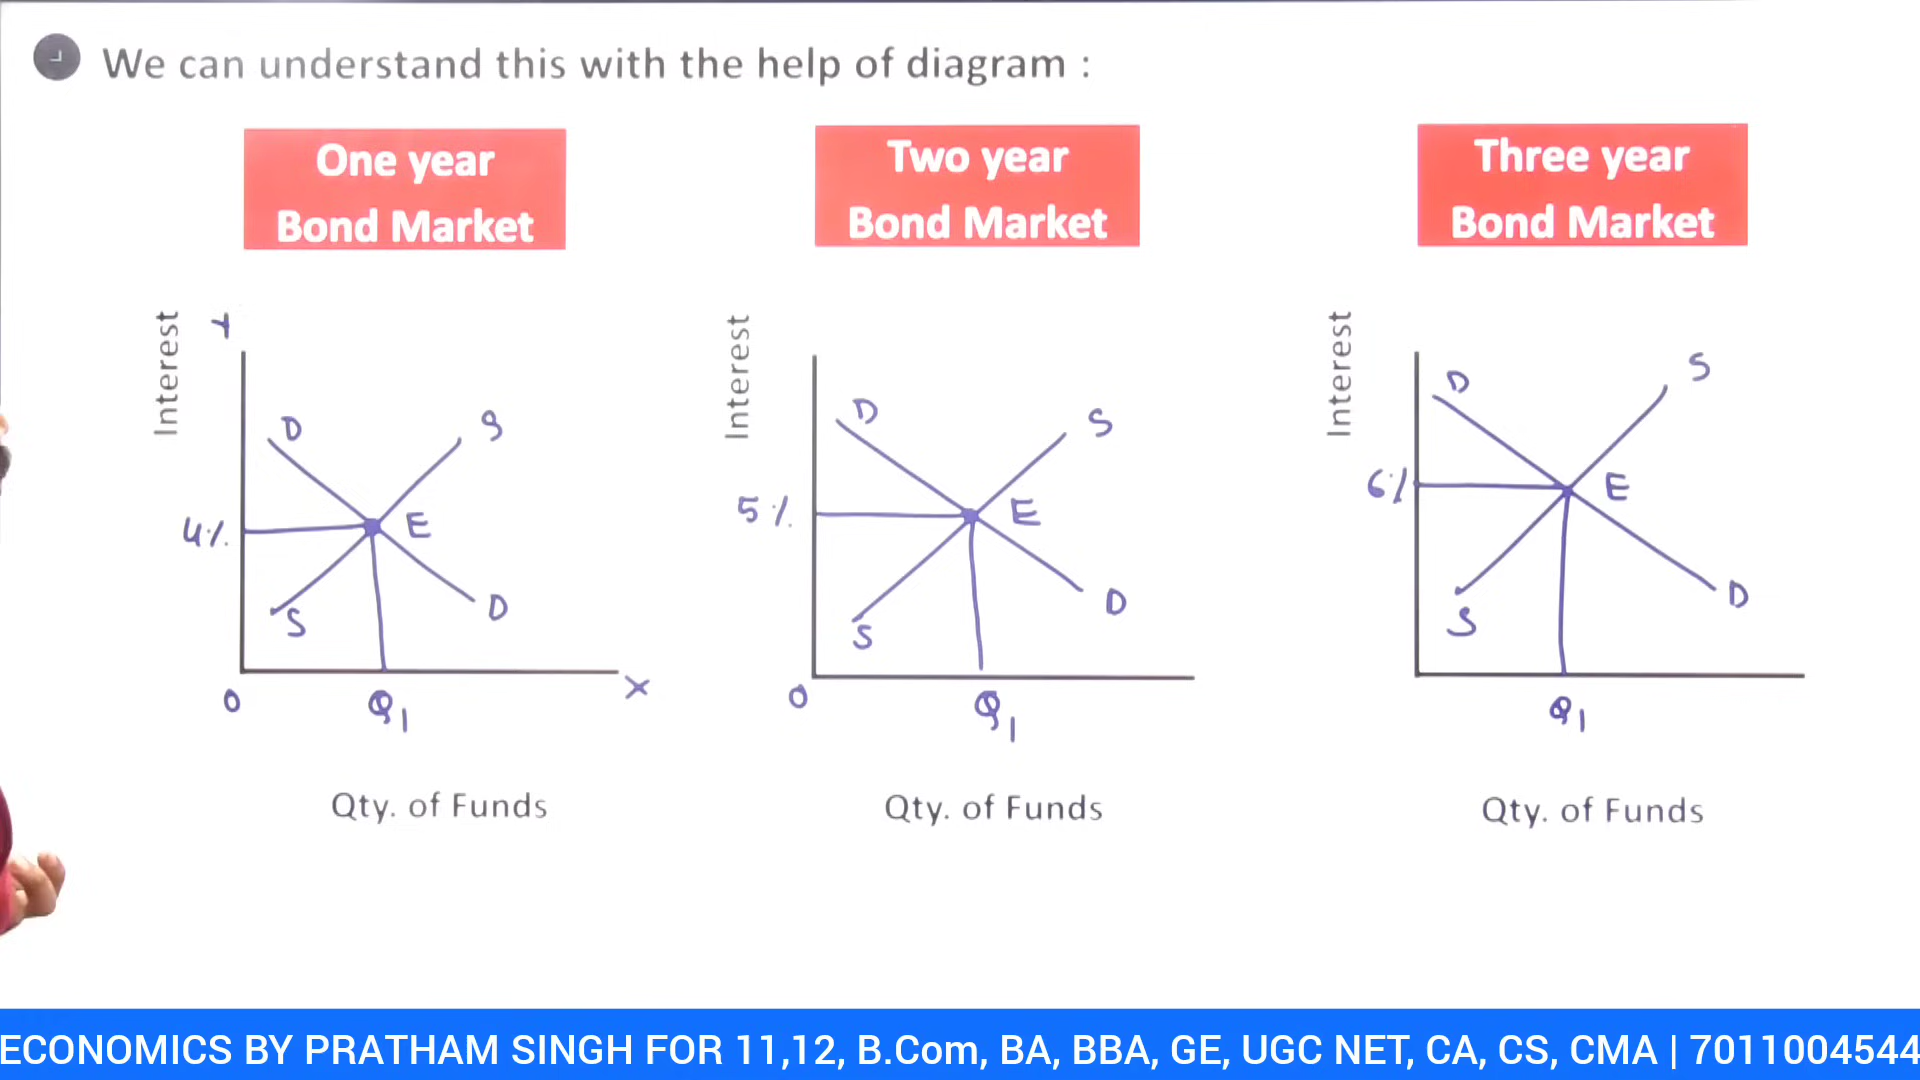 We can understand this with the help of diagram :
One year
Bond Market
Interest
Y
D
S
4%
E
S
D
0
Q1
X
Qty. of Funds
Two year
Bond Market
Interest
D
S
5%
E
S
D
0
Q1
Qty. of Funds
Three year
Bond Market
Interest
D
S
6%
E
S
D
Q1
Qty. of Funds
ECONOMICS BY PRATHAM SINGH FOR 11,12, B.Com, BA, BBA, GE, UGC NET, CA, CS, CMA | 7011004544